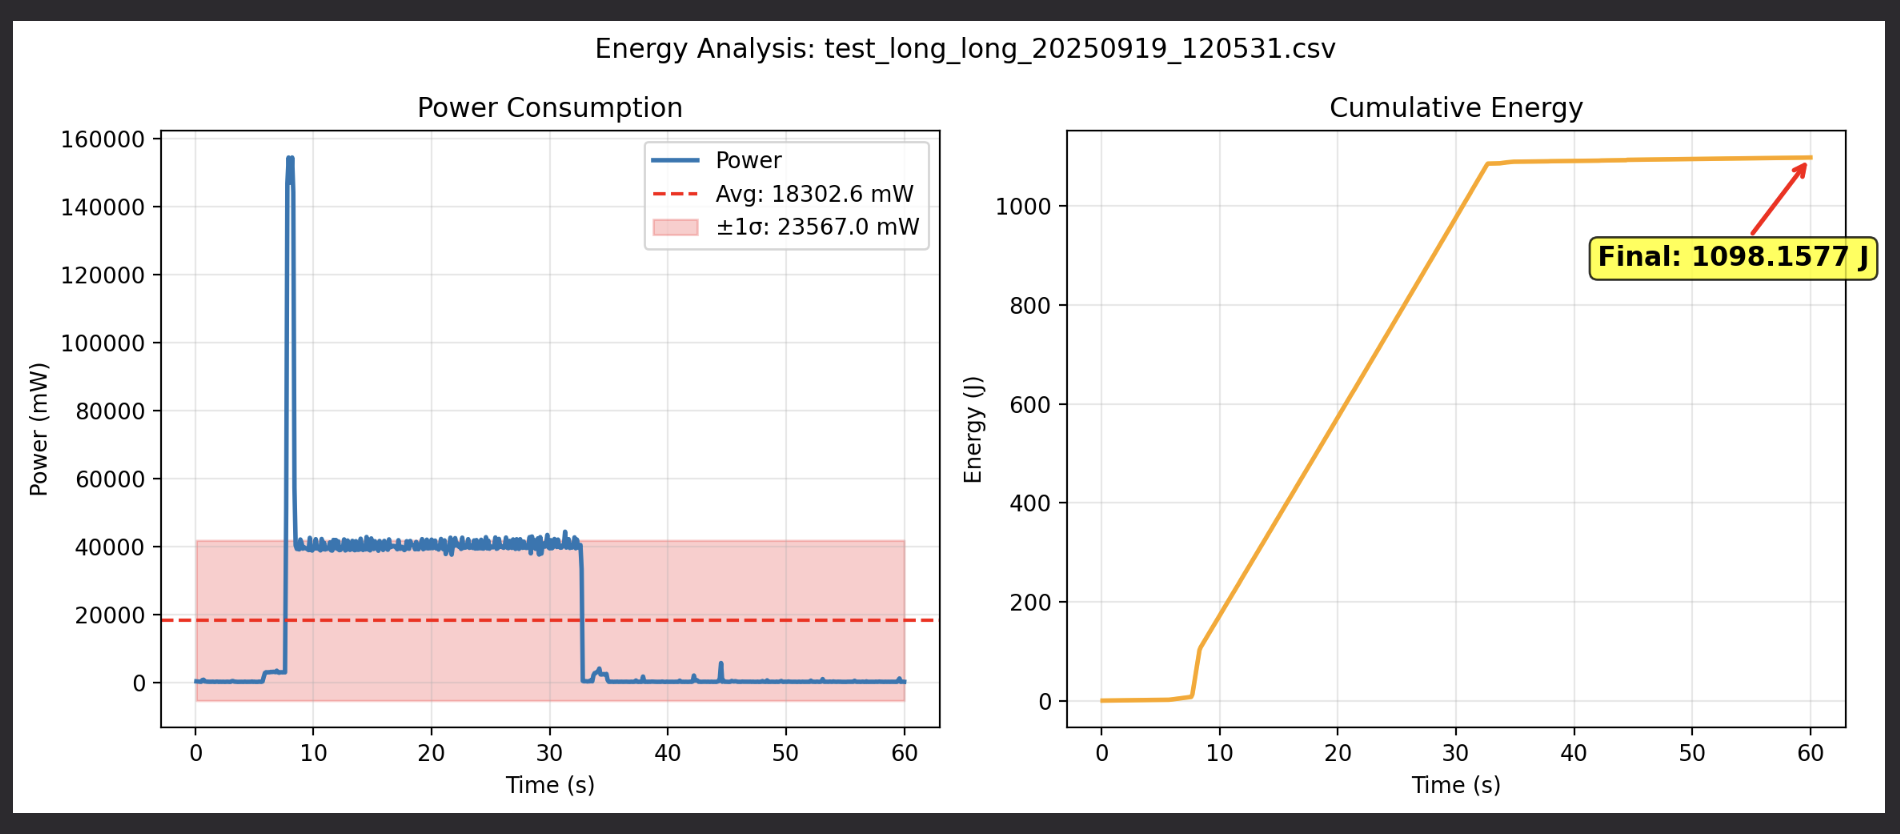 Energy Analysis: test_long_long_20250919_120531.csv
Power Consumption
Power (mW)
160000
140000
120000
100000
80000
60000
40000
20000
0
Power
Avg: 18302.6 mW
±1σ: 23567.0 mW
0 10 20 30 40 50 60
Time (s)
Cumulative Energy
Energy (J)
1000
800
600
400
200
0
Final: 1098.1577 J
0 10 20 30 40 50 60
Time (s)